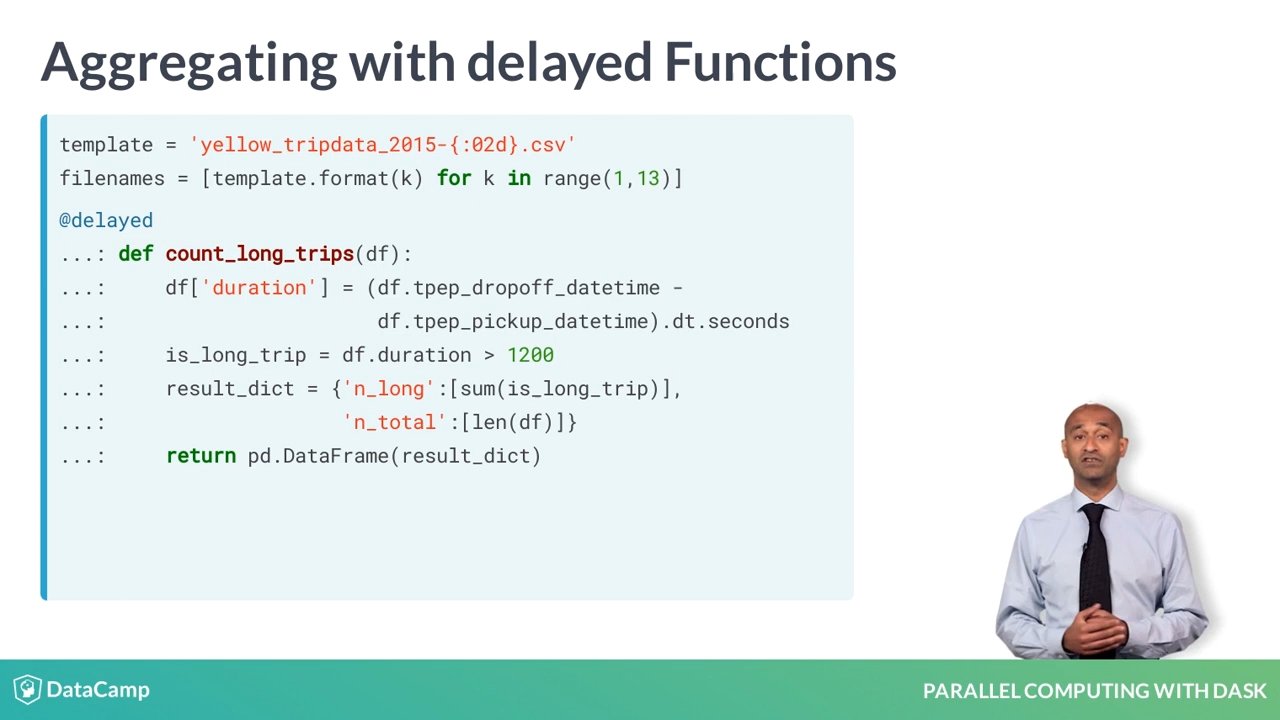 Aggregating with delayed Functions
template = 'yellow_tripdata_2015-{:02d}.csv'
filenames = [template.format(k) for k in range(1,13)]
@delayed
...: def count_long_trips(df):
...:     df['duration'] = (df.tpep_dropoff_datetime -
...:                       df.tpep_pickup_datetime).dt.seconds
...:     is_long_trip = df.duration > 1200
...:     result_dict = {'n_long':[sum(is_long_trip)],
...:                    'n_total':[len(df)]}
...:     return pd.DataFrame(result_dict)
DataCamp
PARALLEL COMPUTING WITH DASK